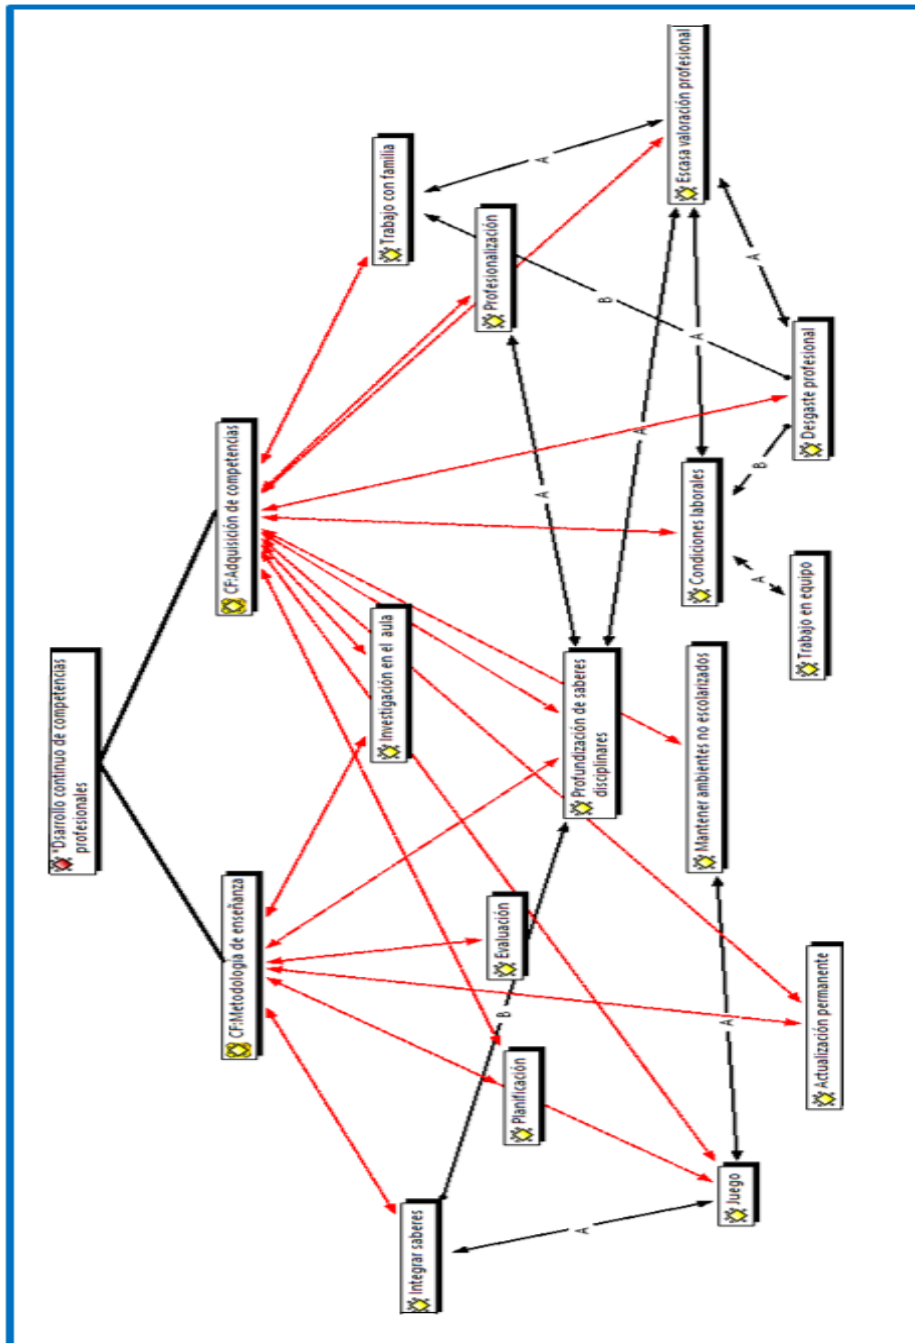 *Dsarrollo continuo de competencias
profesionales
CF:Metodología de enseñanza
CF:Adquisición de competencias
Integrar saberes
Investigación en el aula
Trabajo con familia
Planificación
Evaluación
Profesionalización
B
A
B
A
Profundización de saberes
disciplinares
A
A
Juego
A
Mantener ambientes no escolarizados
Condiciones laborales
A
Escasa valoración profesional
A
B
A
Actualización permanente
Trabajo en equipo
Desgaste profesional